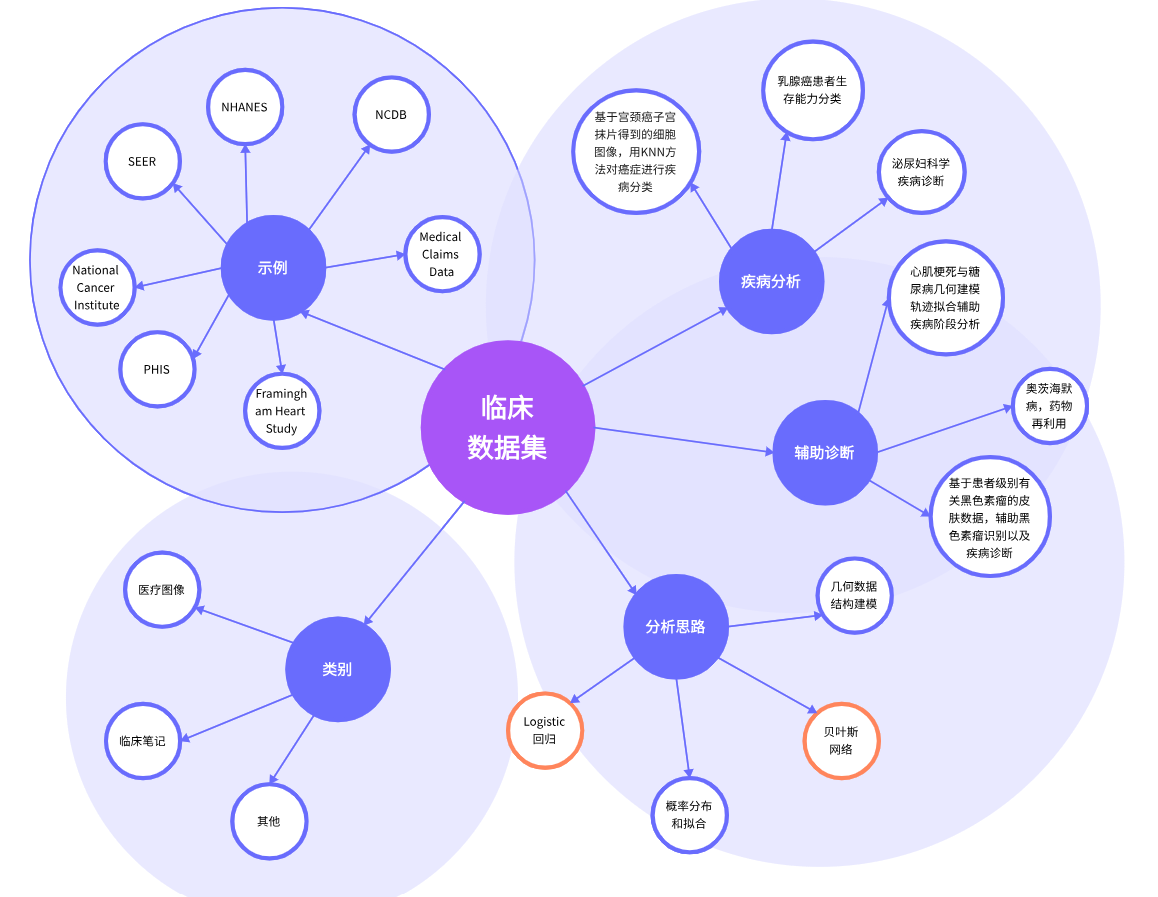 NHANES
NCDB
SEER
示例
Medical
Claims
Data
National
Cancer
Institute
PHIS
Framingh
am Heart
Study
临床
数据集
乳腺癌患者生
存能力分类
基于宫颈癌子宫
抹片得到的细胞
图像，用KNN方
法对癌症进行疾
病分类
泌尿妇科学
疾病诊断
疾病分析
心肌梗死与糖
尿病几何建模
轨迹拟合辅助
疾病阶段分析
奥茨海默
病，药物
再利用
辅助诊断
基于患者级别有
关黑色素瘤的皮
肤数据，辅助黑
色素瘤识别以及
疾病诊断
医疗图像
类别
临床笔记
其他
几何数据
结构建模
分析思路
Logistic
回归
贝叶斯
网络
概率分布
和拟合